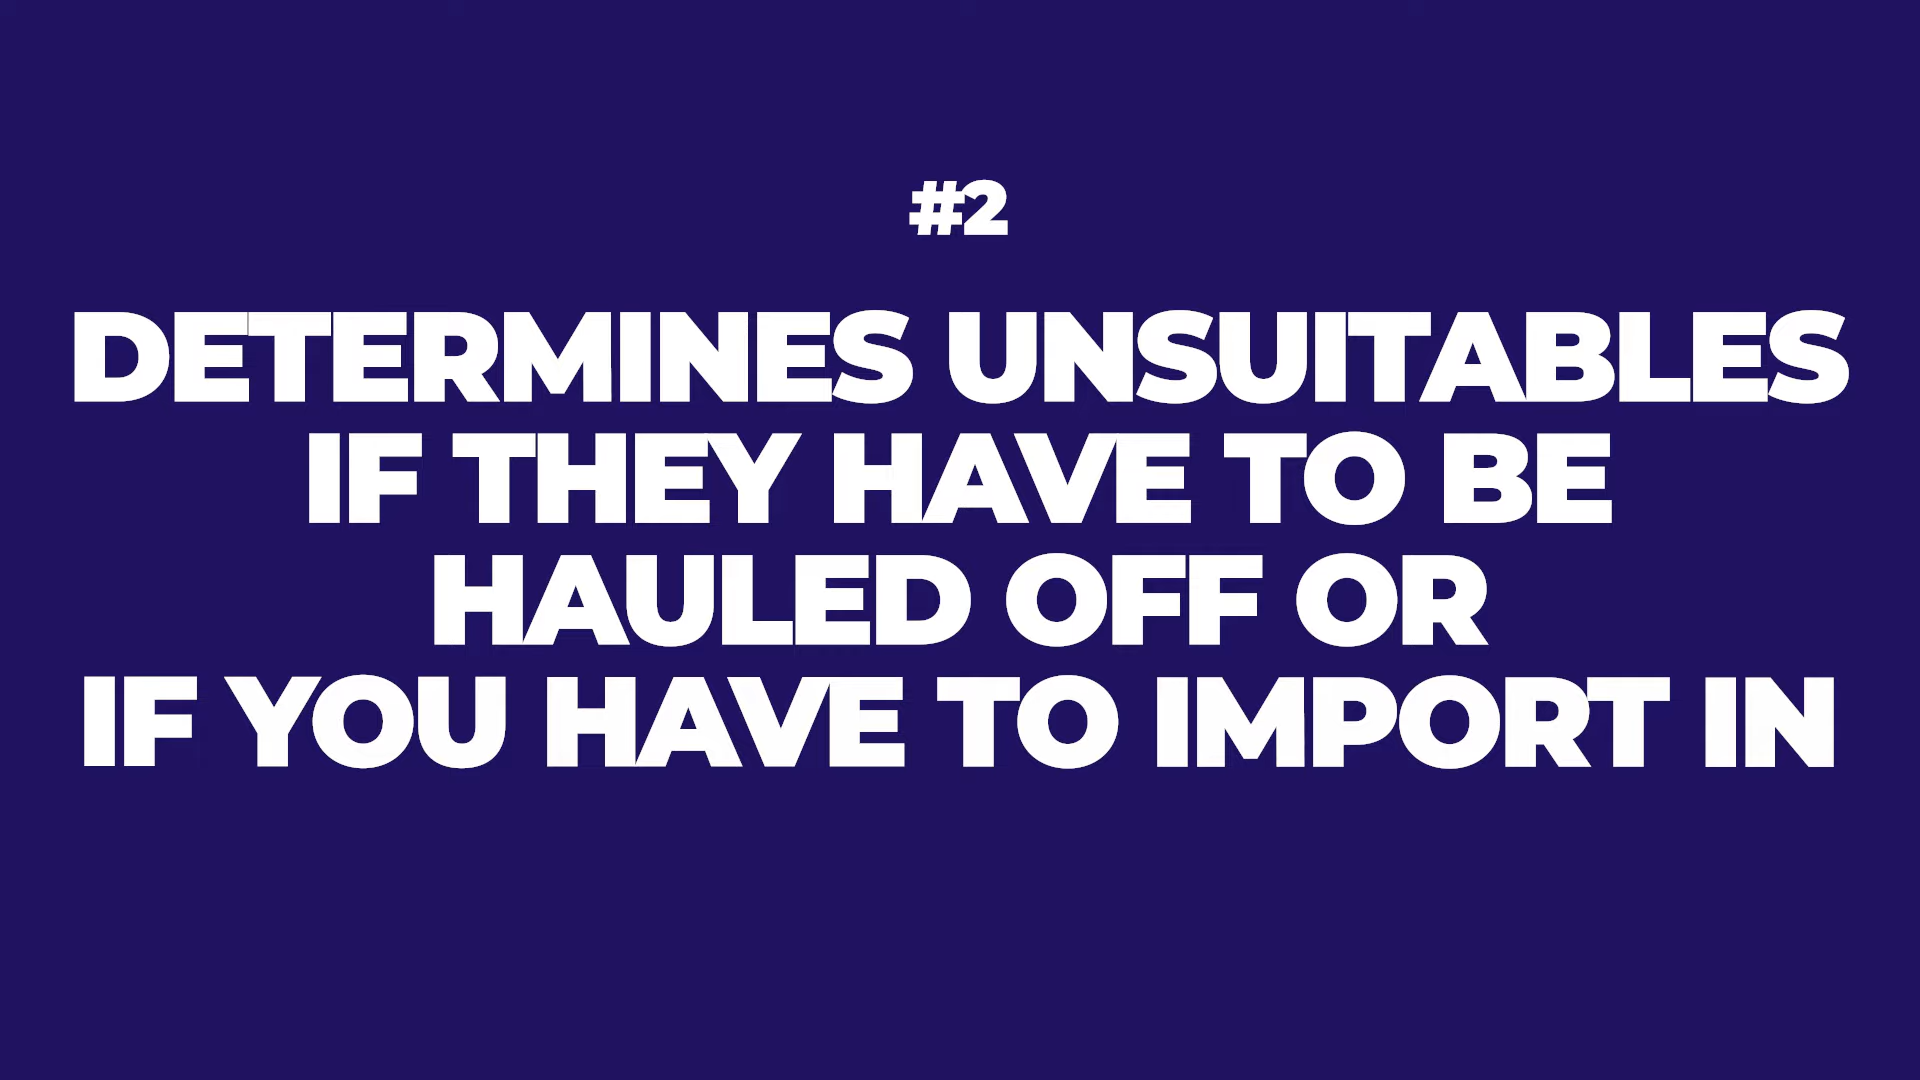 #2
DETERMINES UNSUITABLES
IF THEY HAVE TO BE
HAULED OFF OR
IF YOU HAVE TO IMPORT IN